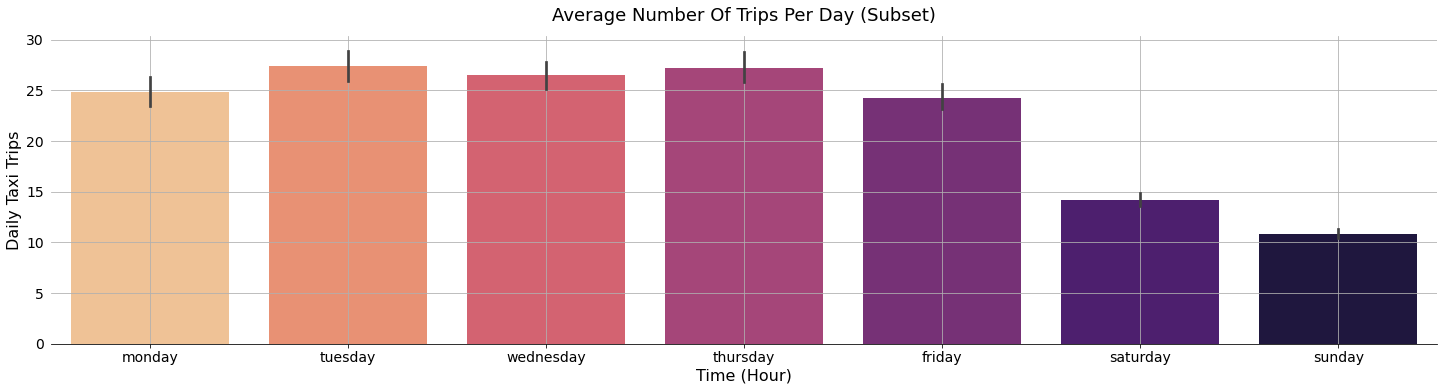 Average Number Of Trips Per Day (Subset)
Daily Taxi Trips
30
25
20
15
10
5
0
monday tuesday wednesday thursday friday saturday sunday
Time (Hour)